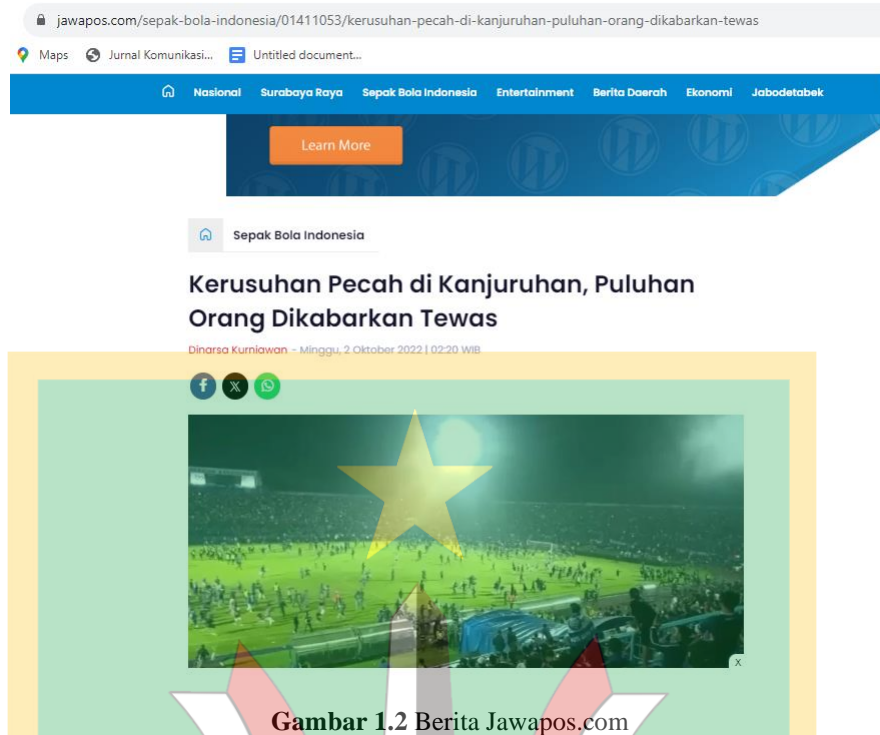 jawapos.com/sepak-bola-indonesia/01411053/kerusuhan-pecah-di-kanjuruhan-puluhan-orang-dikabarkan-tewas
Maps Jurnal Komunikasi... Untitled document...
Nasional Surabaya Raya Sepak Bola Indonesia Entertainment Berita Daerah Ekonomi Jabodetabek
Learn More
Sepak Bola Indonesia
Kerusuhan Pecah di Kanjuruhan, Puluhan
Orang Dikabarkan Tewas
Dinarsa Kurniawan - Minggu, 2 Oktober 2022 | 02:20 WIB
X
Gambar 1.2 Berita Jawapos.com